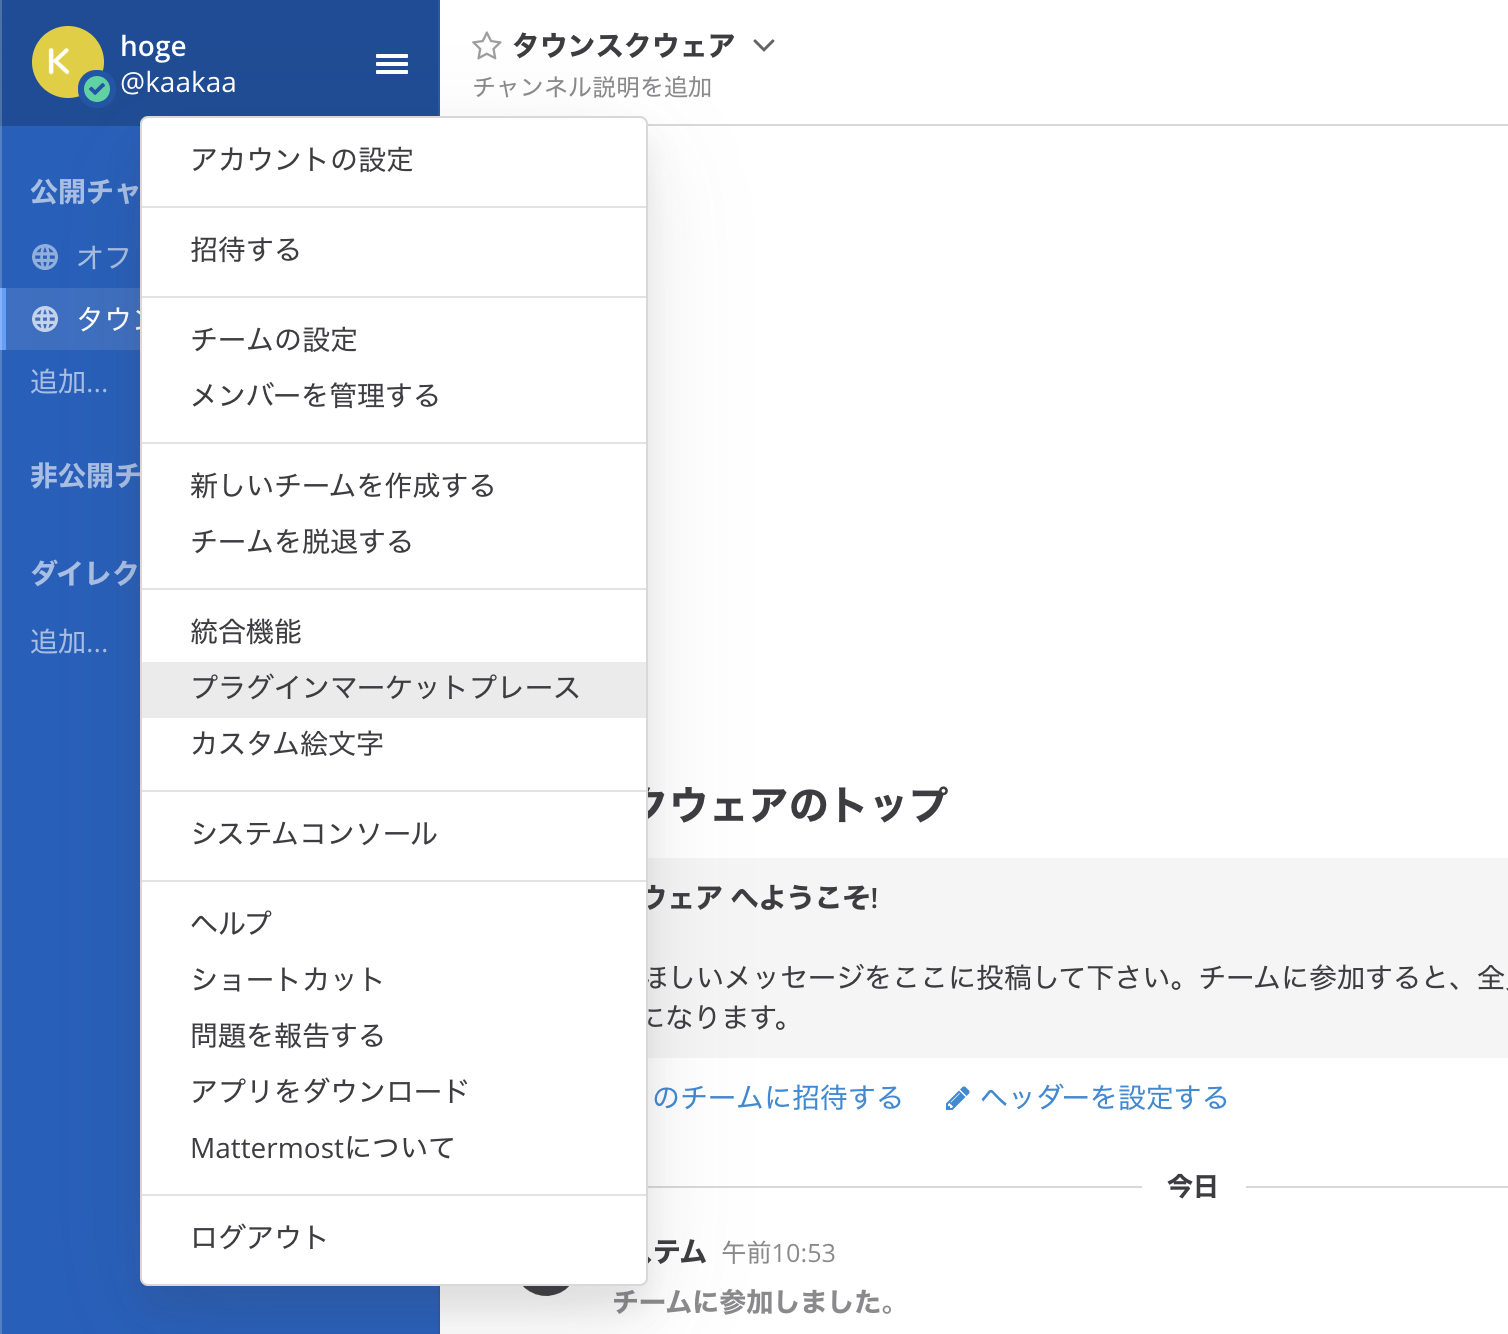 hoge
@kaakaa
タウンスクウェア
チャンネル説明を追加
公開チャ
オフ
タウン
追加...
非公開チ
ダイレク
追加...
アカウントの設定
招待する
チームの設定
メンバーを管理する
新しいチームを作成する
チームを脱退する
統合機能
プラグインマーケットプレース
カスタム絵文字
システムコンソール
ヘルプ
ショートカット
問題を報告する
アプリをダウンロード
Mattermostについて
ログアウト
クウェアのトップ
ウェア へようこそ!
ほしいメッセージをここに投稿して下さい。チームに参加すると、全
になります。
のチームに招待する ヘッダーを設定する
今日
ステム 午前10:53
チームに参加しました。